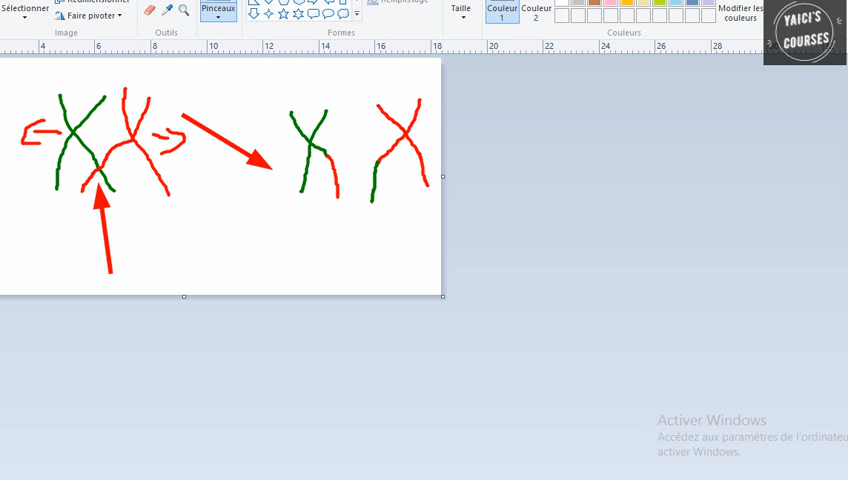 Sélectionner
Faire pivoter
Image
Outils
Pinceaux
Remplissage
Formes
Taille
Couleur
1
Couleur
2
Modifier les
couleurs
Couleurs
YAICI'S
COURSES
4 6 8 10 12 14 16 18 20 22 24 26 28
Activer Windows
Accédez aux paramètres de l'ordinateu
activer Windows.